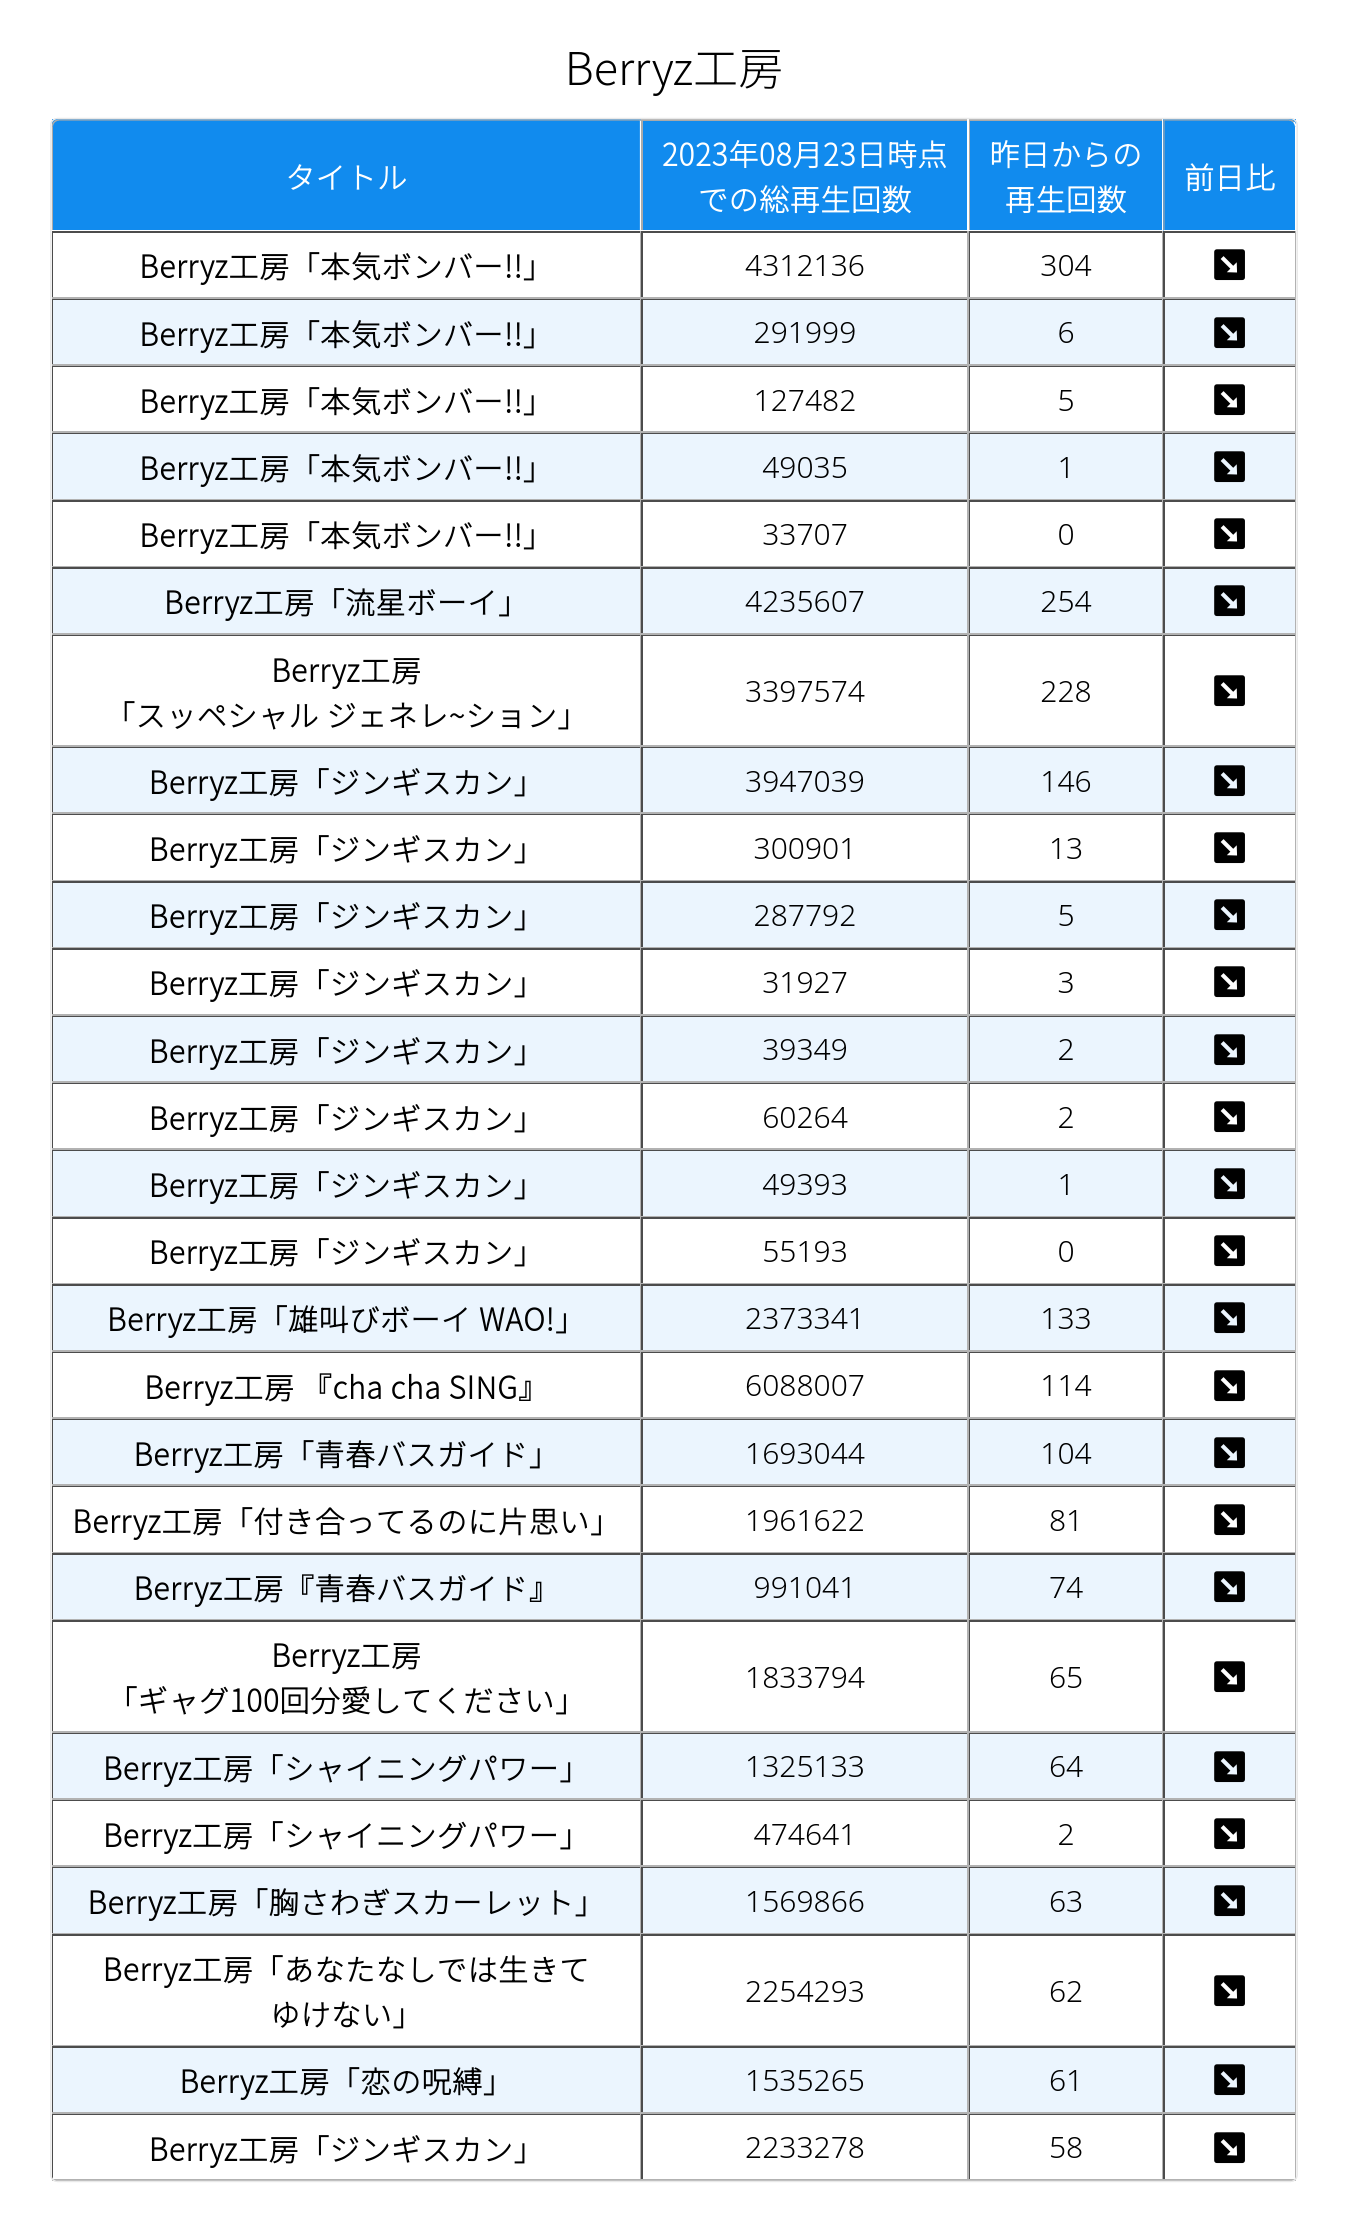 Berryz工房
タイトル
2023年08月23日時点
での総再生回数
昨日からの
再生回数
前日比
Berryz工房「本気ボンバー!!」 4312136 304
Berryz工房「本気ボンバー!!」 291999 6
Berryz工房「本気ボンバー!!」 127482 5
Berryz工房「本気ボンバー!!」 49035 1
Berryz工房「本気ボンバー!!」 33707 0
Berryz工房「流星ボーイ」 4235607 254
Berryz工房
「スッペシャル ジェネレ~ション」 3397574 228
Berryz工房「ジンギスカン」 3947039 146
Berryz工房「ジンギスカン」 300901 13
Berryz工房「ジンギスカン」 287792 5
Berryz工房「ジンギスカン」 31927 3
Berryz工房「ジンギスカン」 39349 2
Berryz工房「ジンギスカン」 60264 2
Berryz工房「ジンギスカン」 49393 1
Berryz工房「ジンギスカン」 55193 0
Berryz工房「雄叫びボーイ WAO!」 2373341 133
Berryz工房 『cha cha SING』 6088007 114
Berryz工房「青春バスガイド」 1693044 104
Berryz工房「付き合ってるのに片思い」 1961622 81
Berryz工房『青春バスガイド』 991041 74
Berryz工房
「ギャグ100回分愛してください」 1833794 65
Berryz工房「シャイニングパワー」 1325133 64
Berryz工房「シャイニングパワー」 474641 2
Berryz工房「胸さわぎスカーレット」 1569866 63
Berryz工房「あなたなしでは生きて
ゆけない」 2254293 62
Berryz工房「恋の呪縛」 1535265 61
Berryz工房「ジンギスカン」 2233278 58